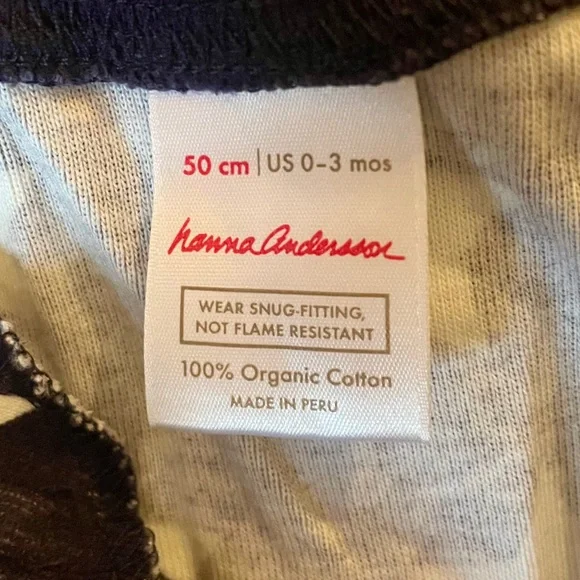 50 cm | US 0-3 mos
hanna andersson
WEAR SNUG-FITTING,
NOT FLAME RESISTANT
100% Organic Cotton
MADE IN PERU